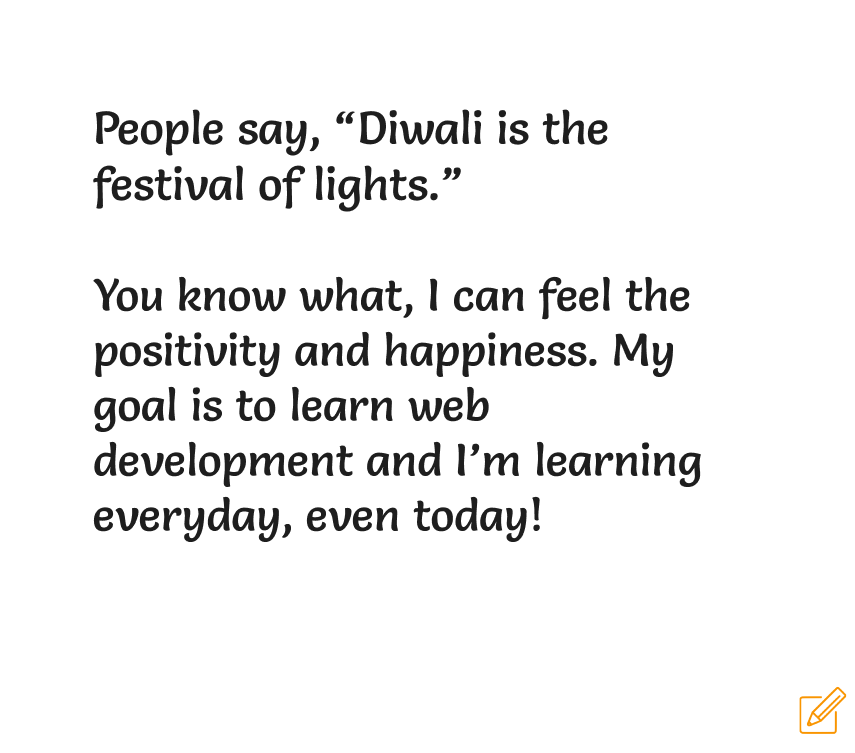 People say, “Diwali is the
festival of lights.”
You know what, I can feel the
positivity and happiness. My
goal is to learn web
development and I’m learning
everyday, even today!